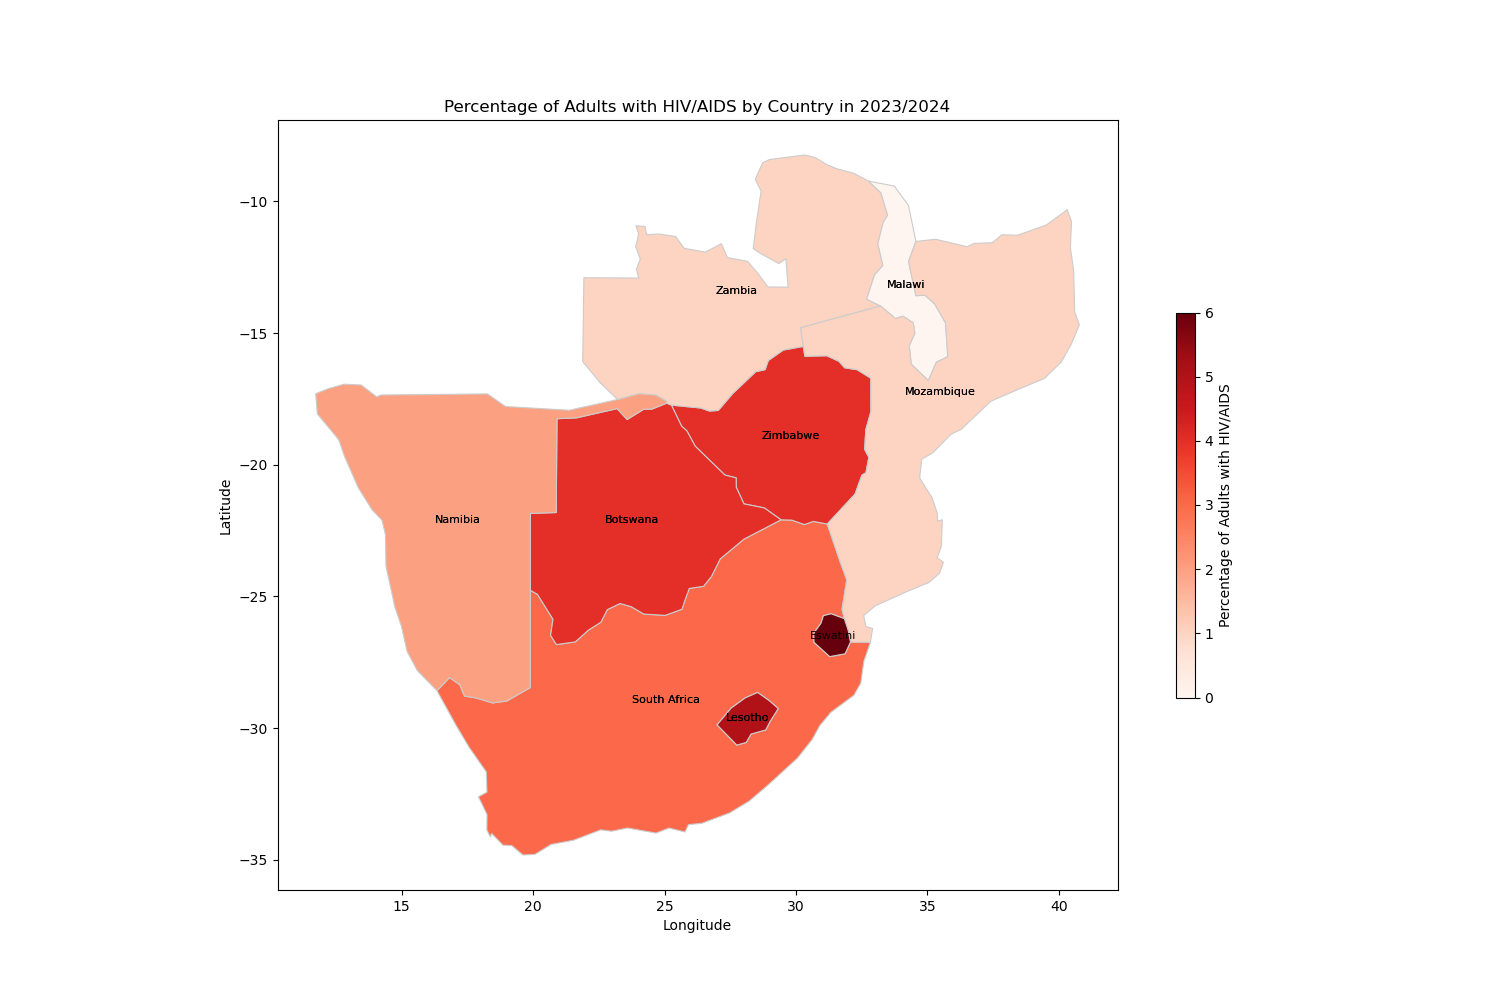 Percentage of Adults with HIV/AIDS by Country in 2023/2024
−10
−15
−20
−25
−30
−35
Latitude
15
20
25
30
35
40
Longitude
Zambia
Malawi
Mozambique
Zimbabwe
Namibia
Botswana
Eswatini
South Africa
Lesotho
6
5
4
3
2
1
0
Percentage of Adults with HIV/AIDS